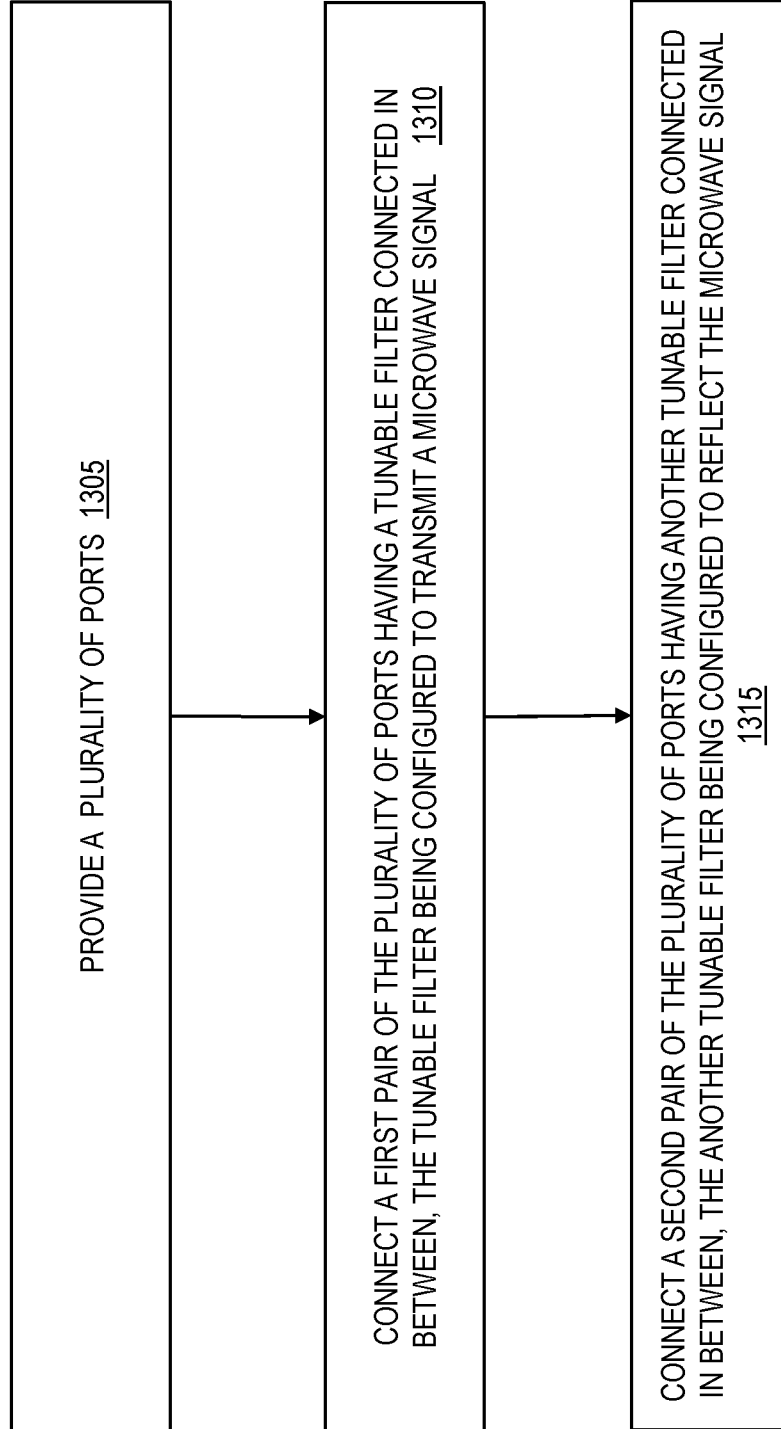 PROVIDE A PLURALITY OF PORTS 1305
CONNECT A FIRST PAIR OF THE PLURALITY OF PORTS HAVING A TUNABLE FILTER CONNECTED IN
BETWEEN, THE TUNABLE FILTER BEING CONFIGURED TO TRANSMIT A MICROWAVE SIGNAL 1310
CONNECT A SECOND PAIR OF THE PLURALITY OF PORTS HAVING ANOTHER TUNABLE FILTER CONNECTED
IN BETWEEN, THE ANOTHER TUNABLE FILTER BEING CONFIGURED TO REFLECT THE MICROWAVE SIGNAL
1315